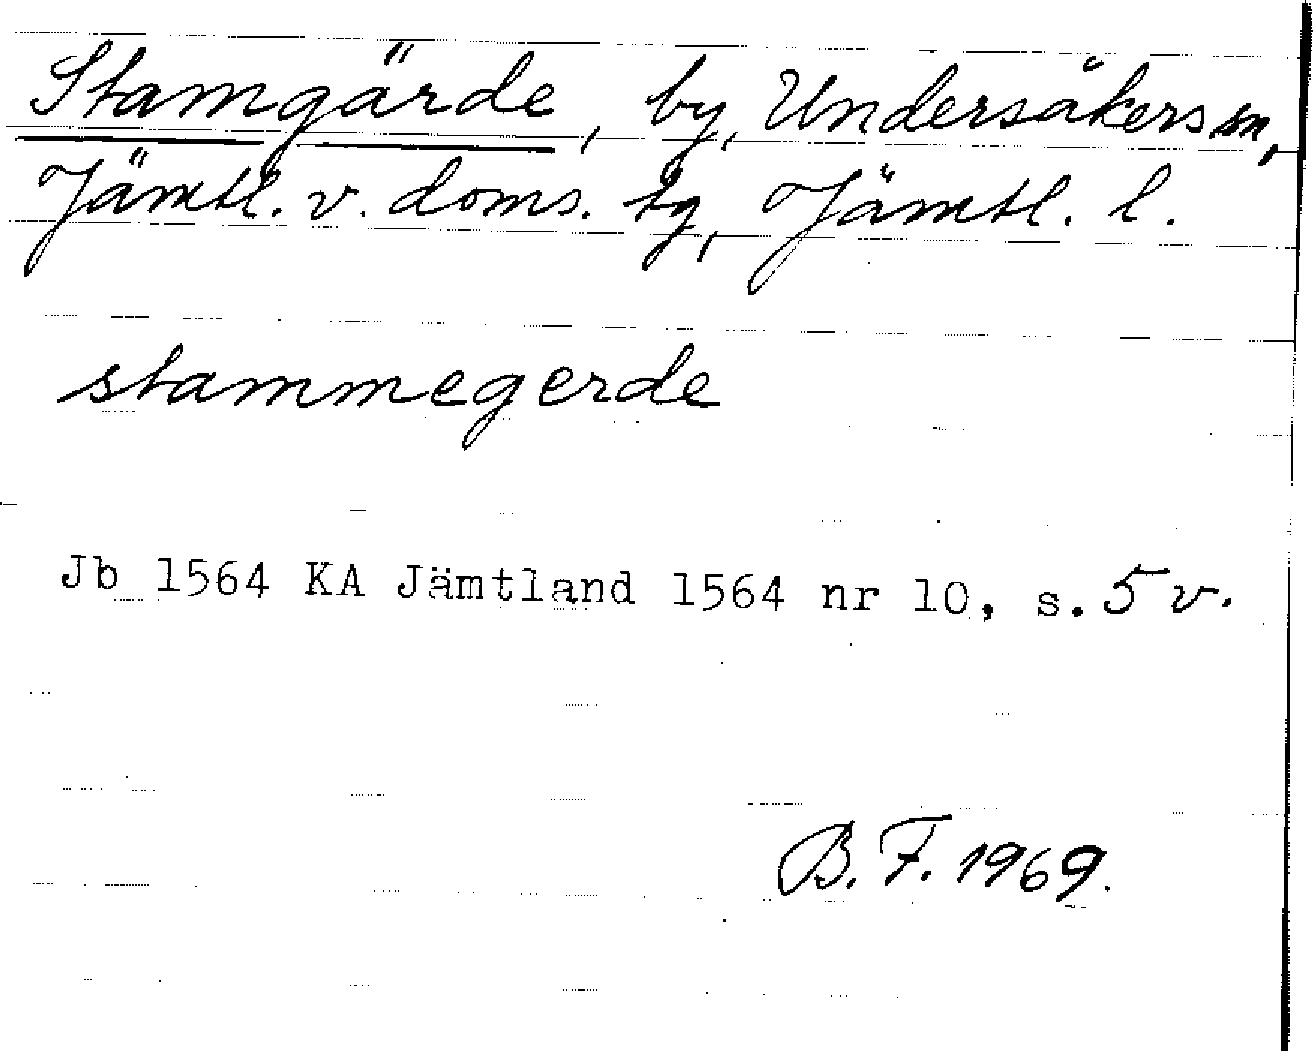 Stamgärde, by, Undersåkers sn,
Jämtl. v. doms. tg, Jämtl. l.
stammegerde
Jb 1564 KA Jämtland 1564 nr 10, s. 5 v.
B. F. 1969.